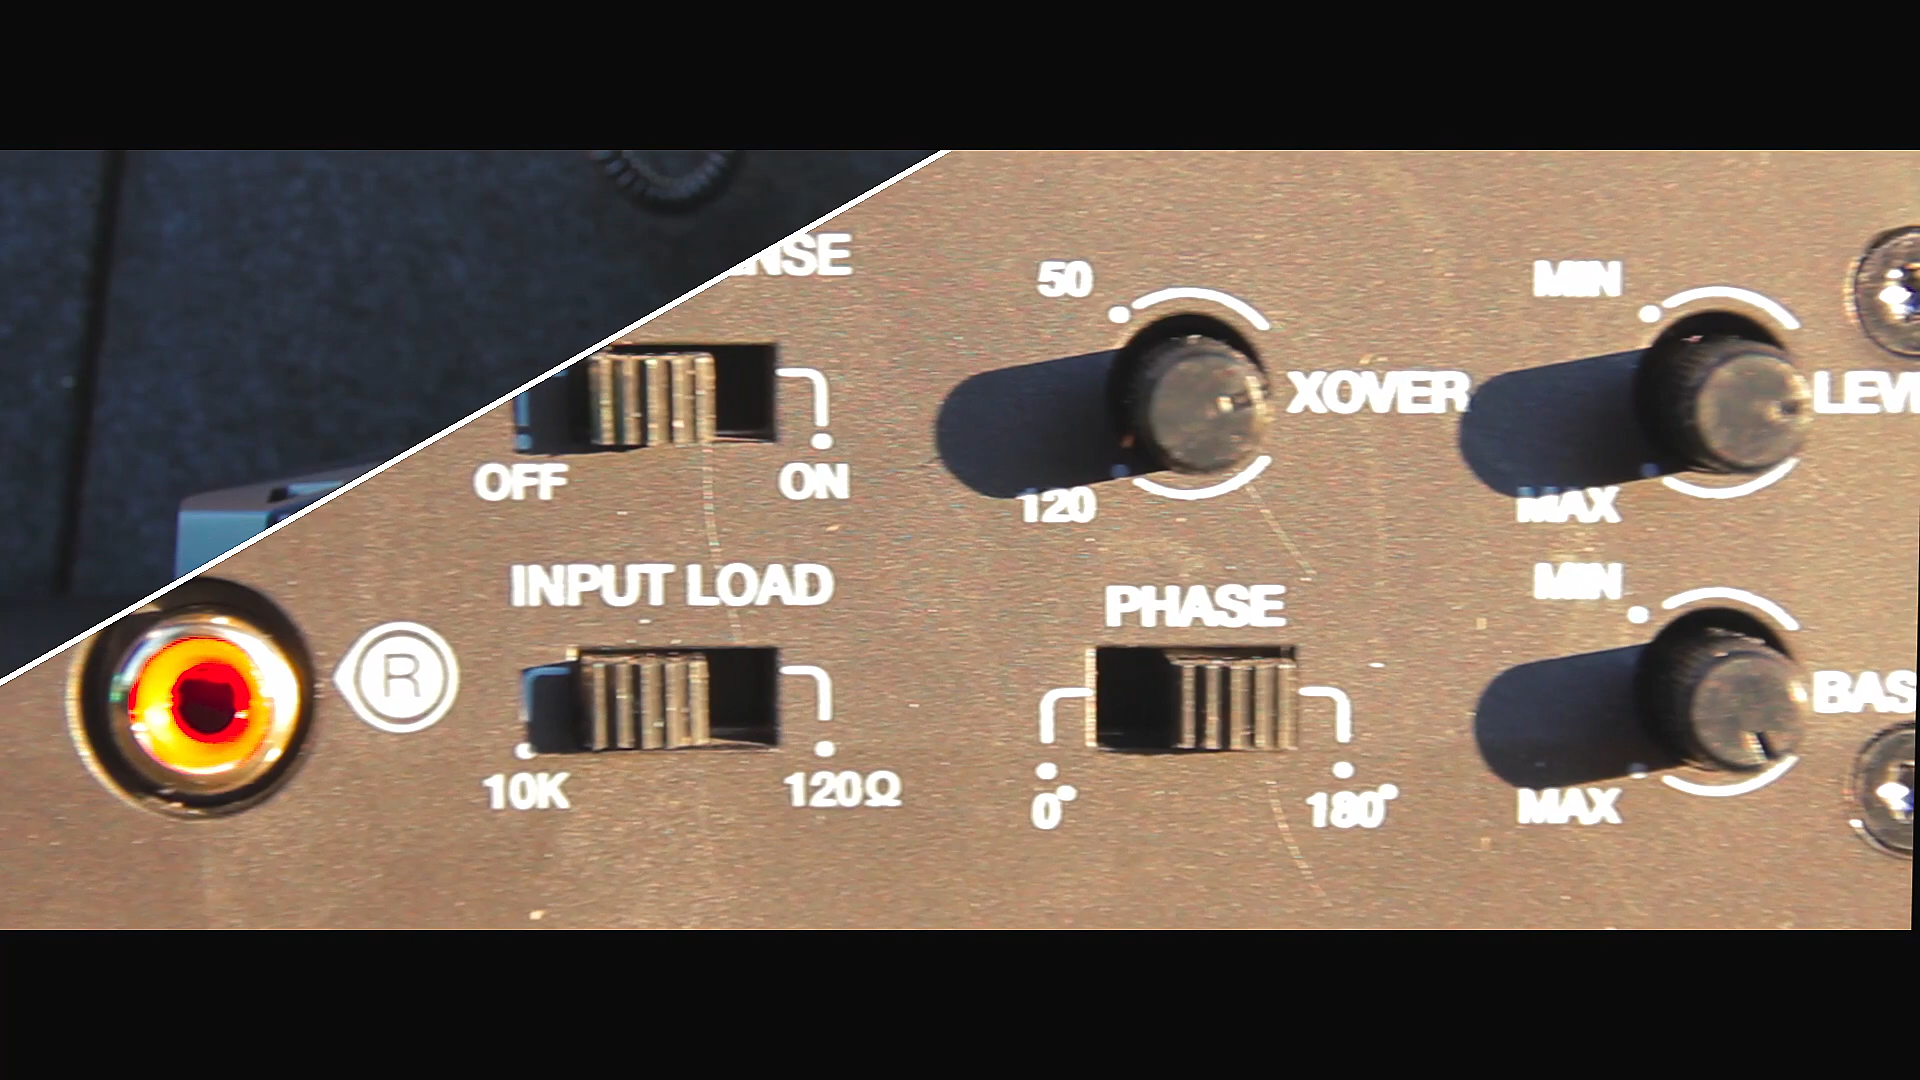 50
MIN
XOVER
OFF
ON
120
MAX
INPUT LOAD
PHASE
MIN
R
10K
120Ω
0°
180°
MAX